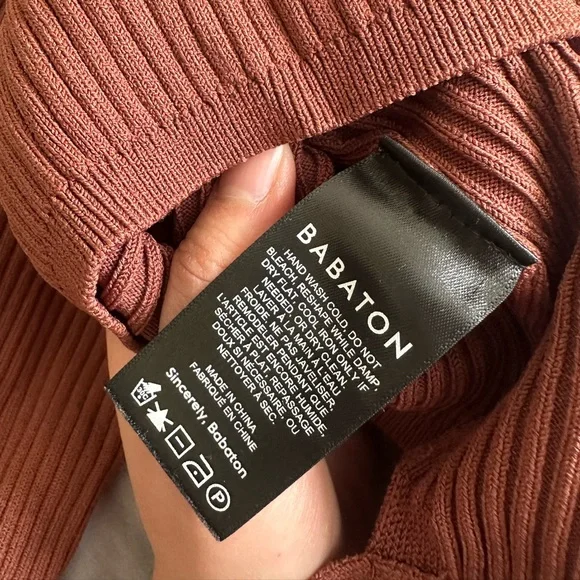 BABATON
HAND WASH COLD, DO NOT
BLEACH, RESHAPE WHILE DAMP.
DRY FLAT, COOL IRON ONLY IF
NEEDED, OR DRY CLEAN.
LAVER À LA MAIN À L'EAU
FROIDE, NE PAS JAVELISER.
REMODELER PENDANT QUE
L'ARTICLE EST ENCORE HUMIDE.
SÉCHER À PLAT, REPASSAGE
DOUX SI NÉCESSAIRE, OU
NETTOYER À SEC.
MADE IN CHINA
FABRIQUÉ EN CHINE
Sincerely, Babaton
P